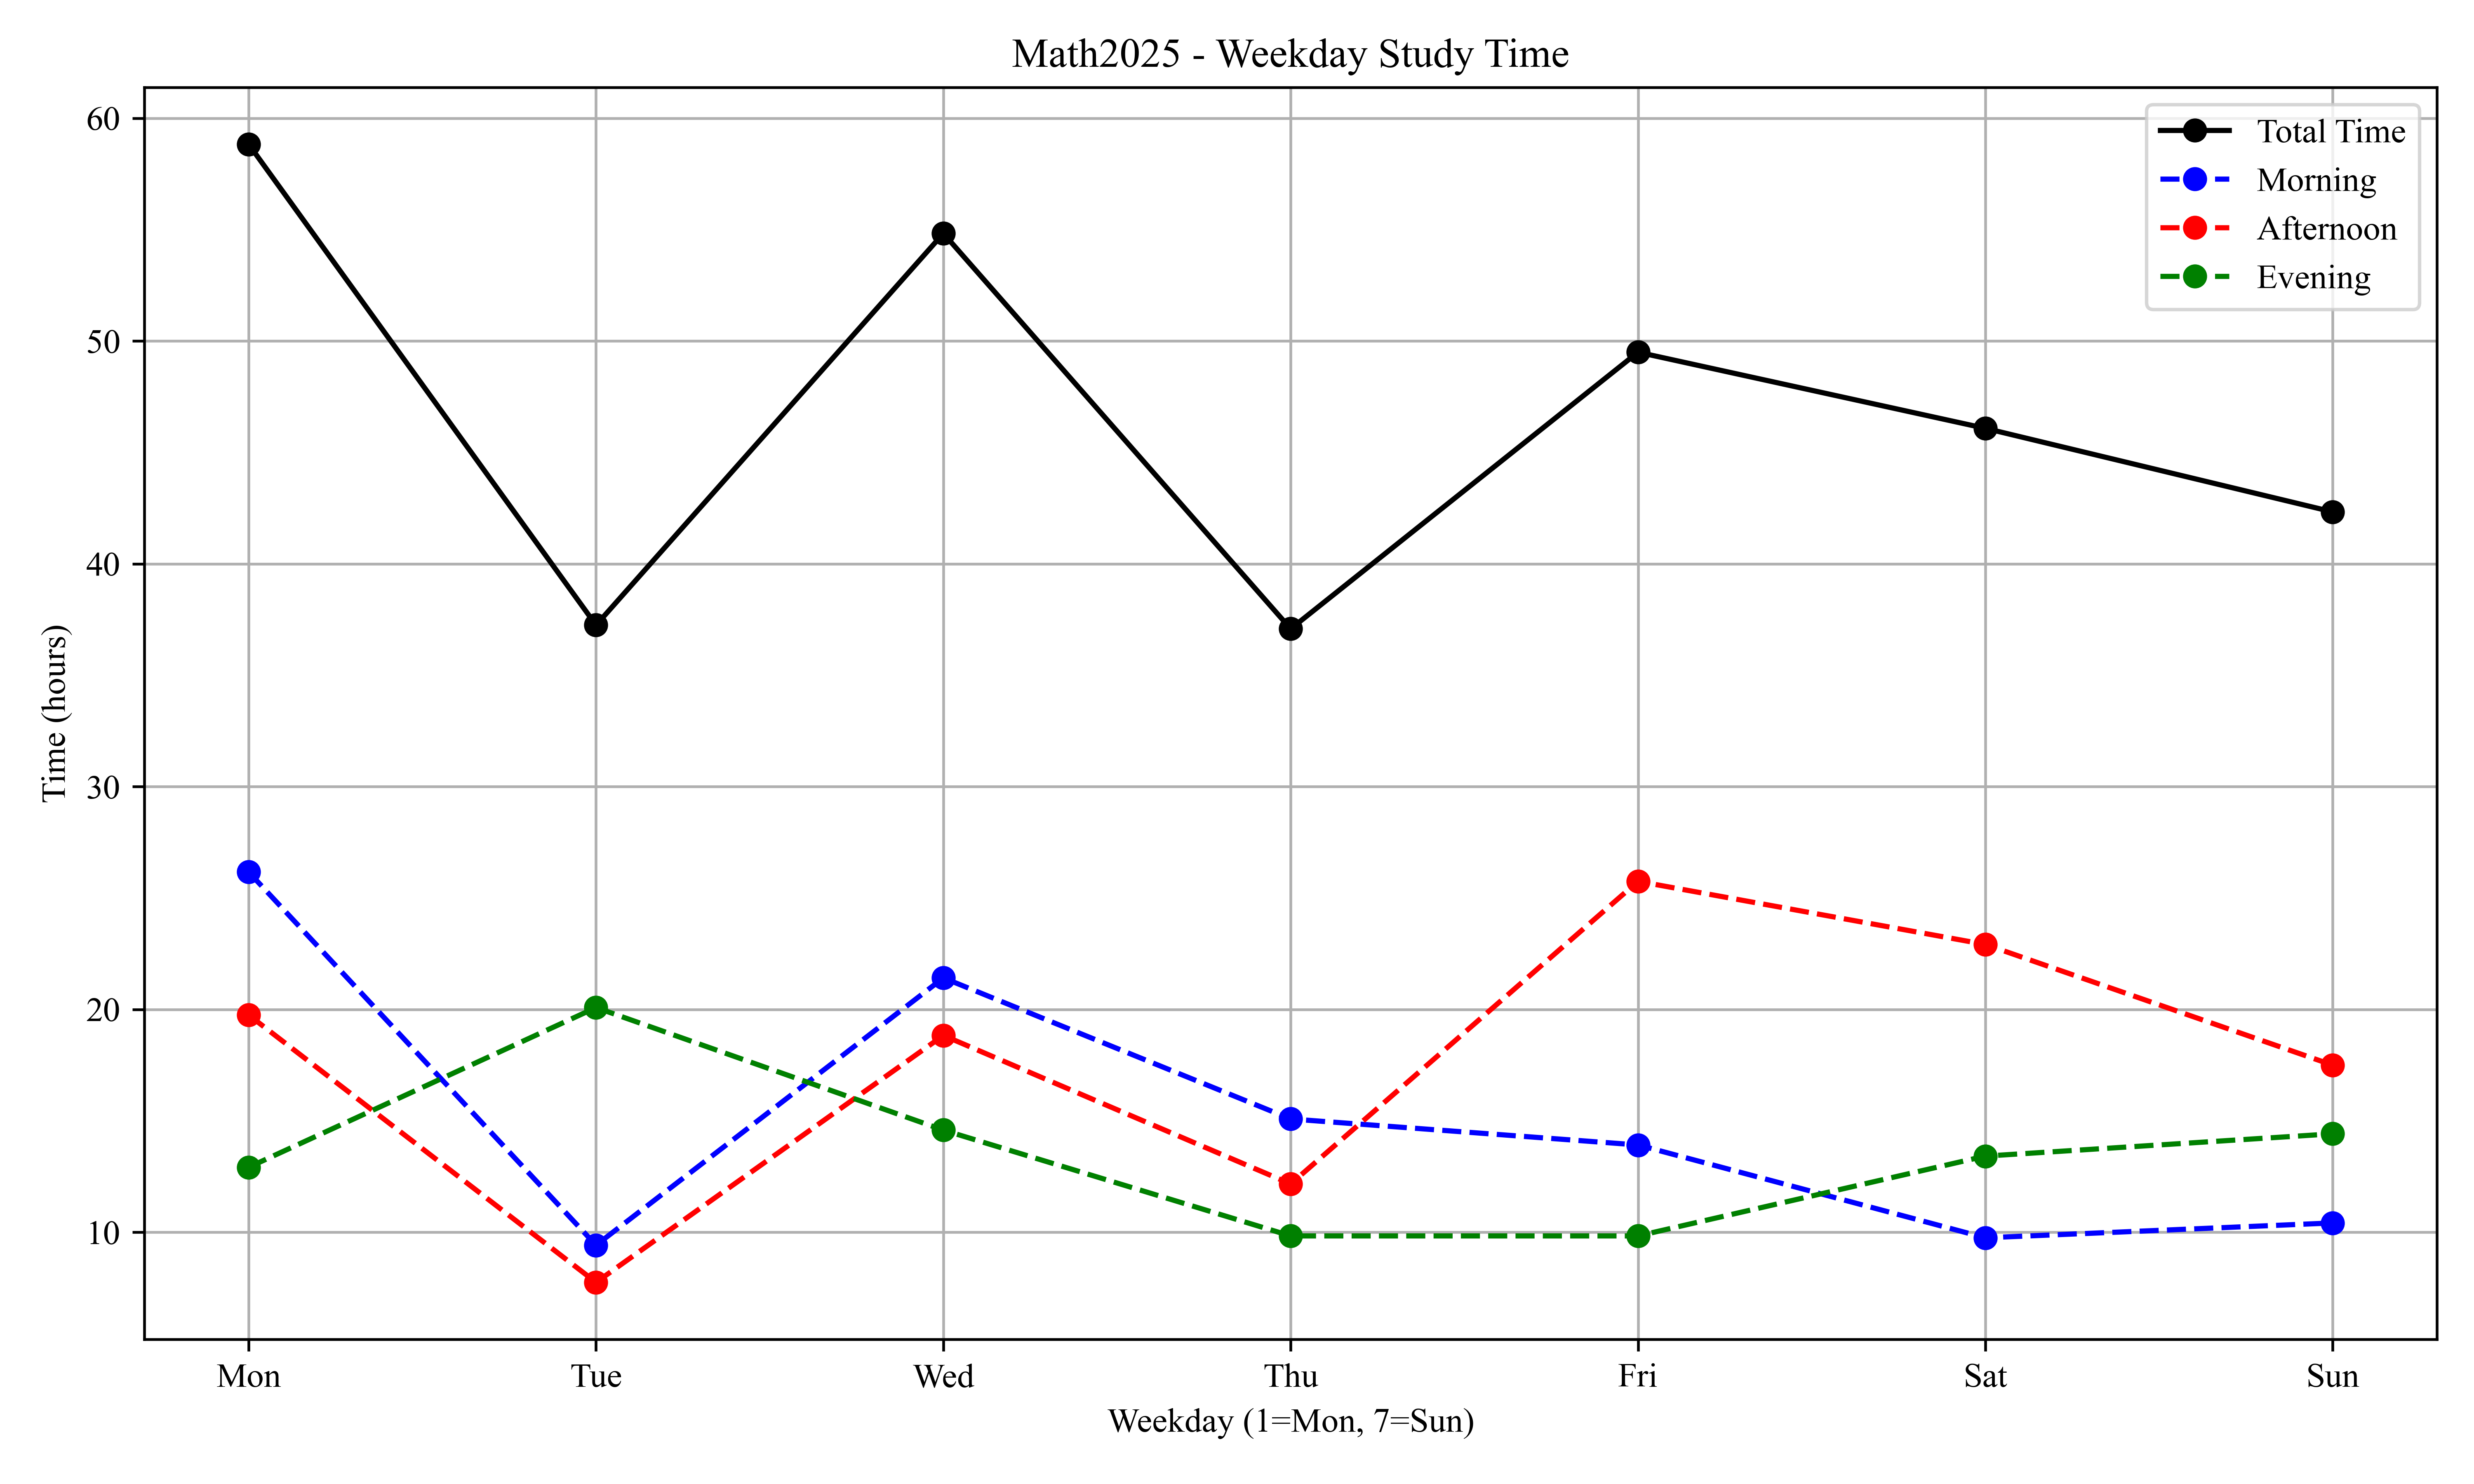 Math2025 - Weekday Study Time
Total Time
Morning
Afternoon
Evening
60
50
40
30
20
10
Time (hours)
Mon Tue Wed Thu Fri Sat Sun
Weekday (1=Mon, 7=Sun)